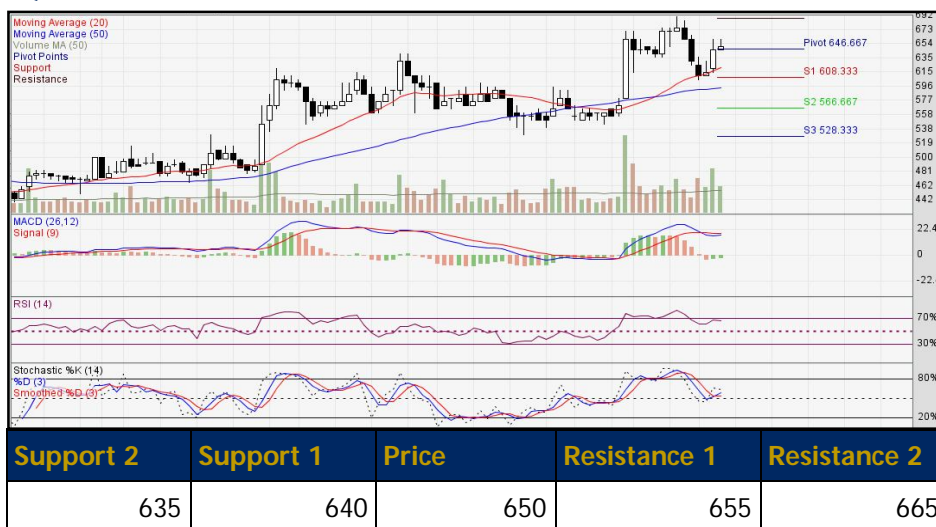 Moving Average (20)
Moving Average (50)
Volume MA (50)
Pivot Points
Support
Resistance
692
673
654
635
615
596
577
558
538
519
500
481
462
442
Pivot 646.667
S1 608.333
S2 566.667
S3 528.333
MACD (26,12)
Signal (9)
22.4
0
-22.
RSI (14)
70%
30%
Stochastic %K (14)
%D (3)
Smoothed %D (3)
80%
20%
Support 2 Support 1 Price Resistance 1 Resistance 2
635 640 650 655 665